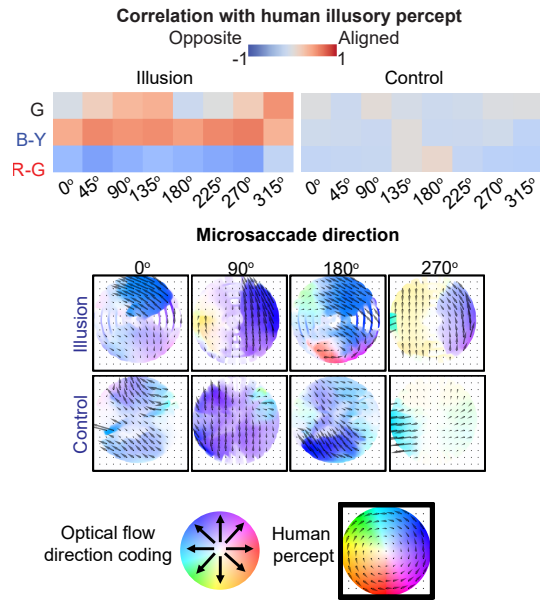 Correlation with human illusory percept
Opposite Aligned
-1 1
Illusion Control
G
B-Y
R-G
0° 45° 90° 135° 180° 225° 270° 315° 0° 45° 90° 135° 180° 225° 270° 315°
Microsaccade direction
0° 90° 180° 270°
Illusion
Control
Optical flow direction coding
Human percept